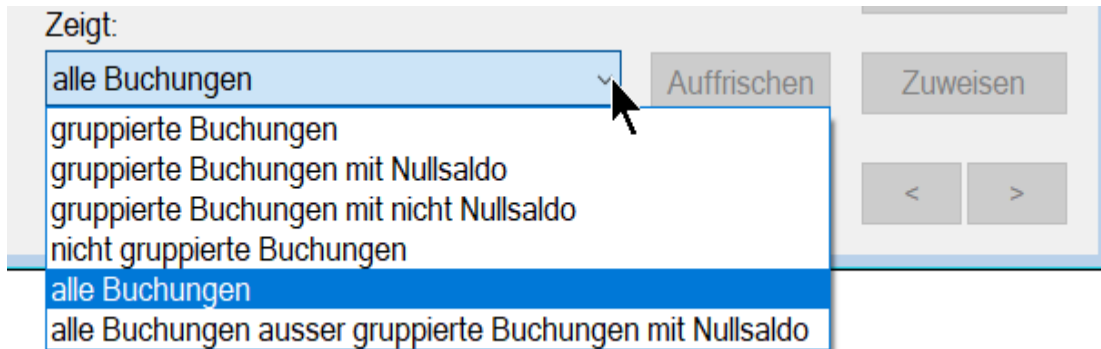 Zeigt:
alle Buchungen
Auffrischen
Zuweisen
gruppierte Buchungen
gruppierte Buchungen mit Nullsaldo
gruppierte Buchungen mit nicht Nullsaldo
nicht gruppierte Buchungen
alle Buchungen
alle Buchungen ausser gruppierte Buchungen mit Nullsaldo
< >